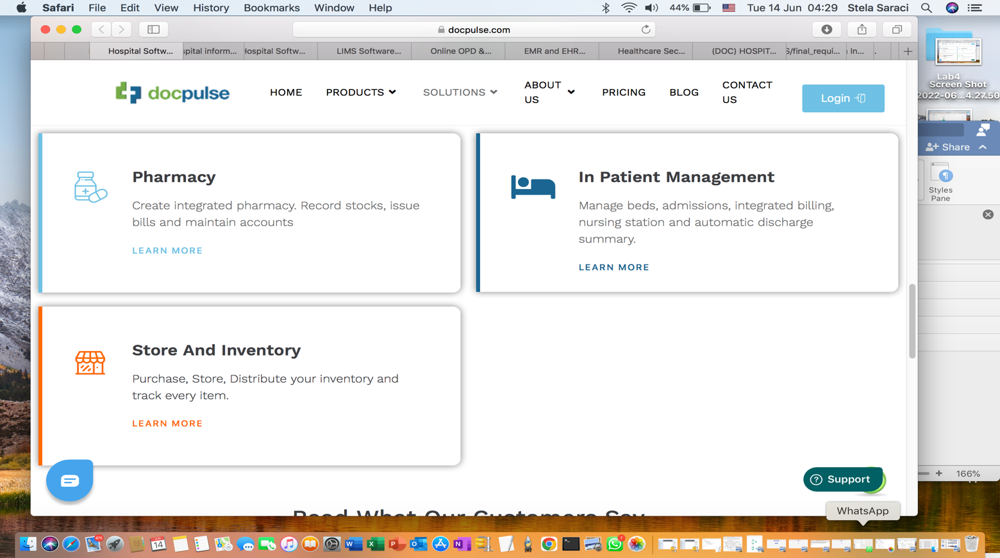 Safari File Edit View History Bookmarks Window Help
44% Tue 14 Jun 04:29 Stela Saraci
docpulse.com
Hospital Softw... spital inform... Hospital Softw... LIMS Software... Online OPD &... EMR and EHR... Healthcare Sec... (DOC) HOSPIT... S/final_requi... In...
Lab4
Screen Shot
2022-06...4.27.50
docpulse
HOME PRODUCTS SOLUTIONS ABOUT US PRICING BLOG CONTACT US Login
Share
Styles
Pane
Pharmacy
Create integrated pharmacy. Record stocks, issue
bills and maintain accounts
LEARN MORE
In Patient Management
Manage beds, admissions, integrated billing,
nursing station and automatic discharge
summary.
LEARN MORE
Store And Inventory
Purchase, Store, Distribute your inventory and
track every item.
LEARN MORE
Support
166%
Read What Our Customers Say
WhatsApp